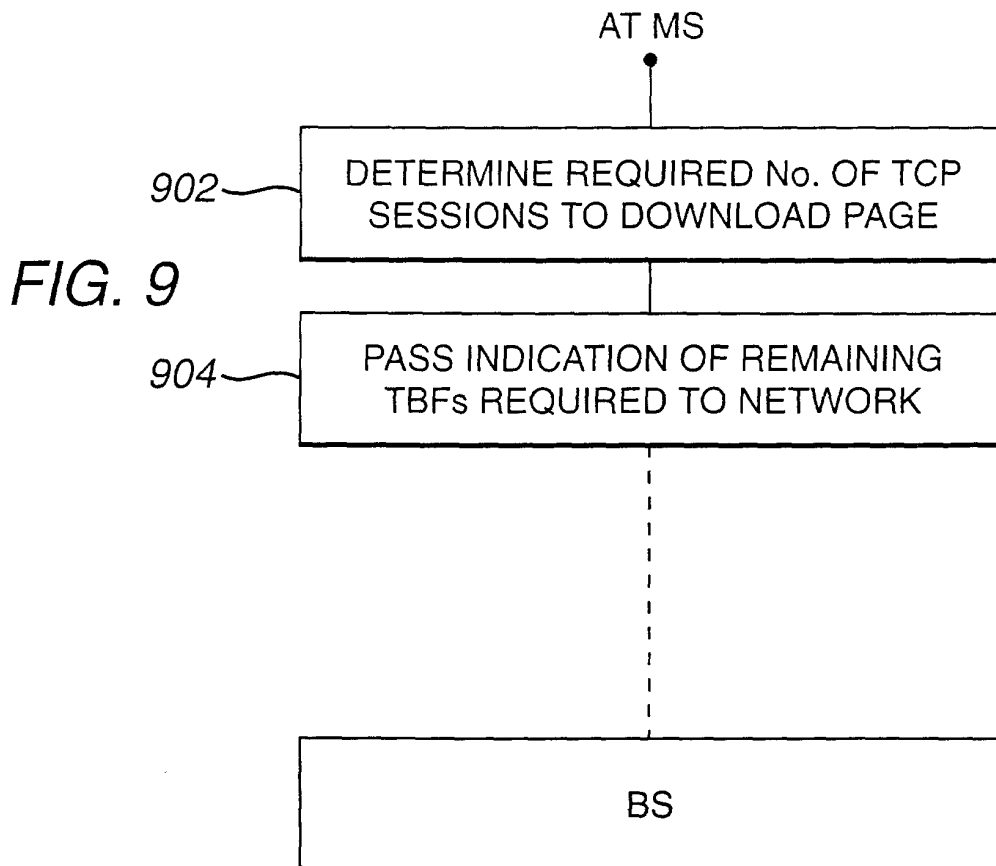 AT MS
902
DETERMINE REQUIRED No. OF TCP
SESSIONS TO DOWNLOAD PAGE
FIG. 9
904
PASS INDICATION OF REMAINING
TBFs REQUIRED TO NETWORK
BS